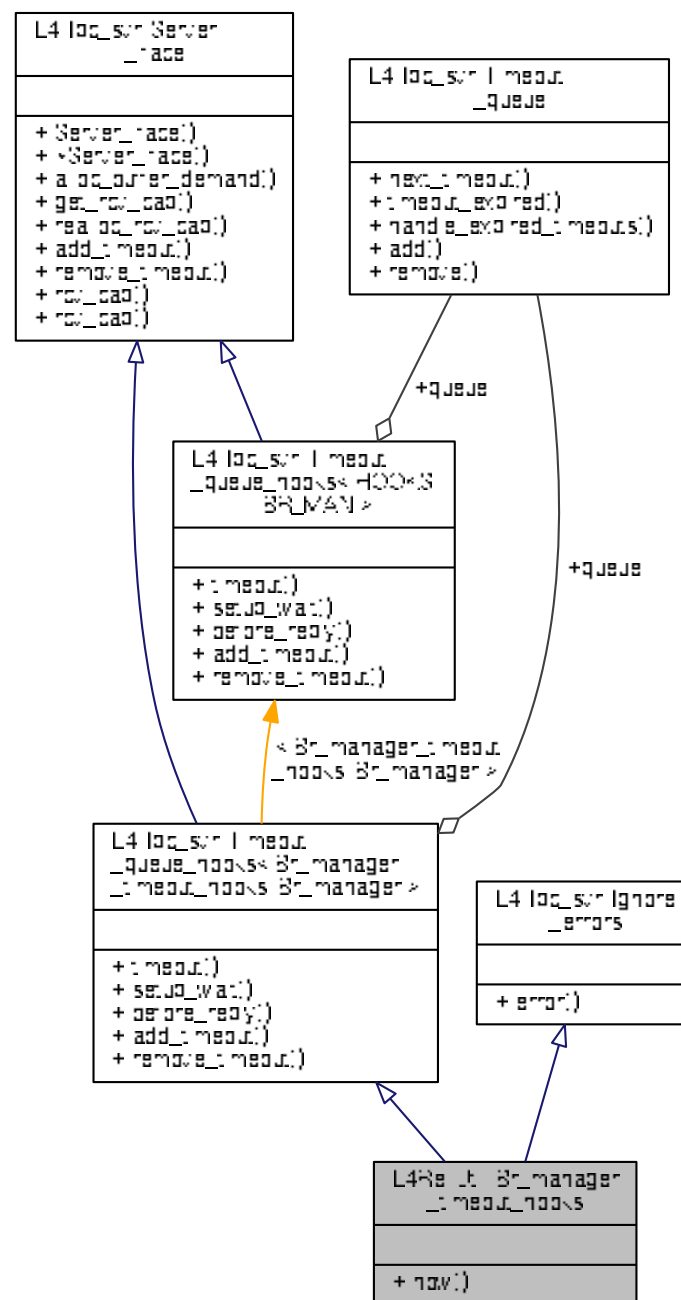 L4::Ipc_svr::Server
_iface
+ Server_iface()
+ ~Server_iface()
+ alloc_buffer_demand()
+ get_rcv_cap()
+ realloc_rcv_cap()
+ add_timeout()
+ remove_timeout()
+ rcv_cap()
+ rcv_cap()
L4::Ipc_svr::Timeout
_queue
+ next_timeout()
+ timeout_expired()
+ handle_expired_timeouts()
+ add()
+ remove()
+queue
L4::Ipc_svr::Timeout
_queue_hooks< HOOKS,
BR_MAN >
+ timeout()
+ setup_wait()
+ before_reply()
+ add_timeout()
+ remove_timeout()
+queue
< Br_manager_timeout
_hooks, Br_manager >
L4::Ipc_svr::Timeout
_queue_hooks< Br_manager
_timeout_hooks, Br_manager >
+ timeout()
+ setup_wait()
+ before_reply()
+ add_timeout()
+ remove_timeout()
L4::Ipc_svr::Ignore
_errors
+ error()
L4Re::Util::Br_manager
_timeout_hooks
+ now()